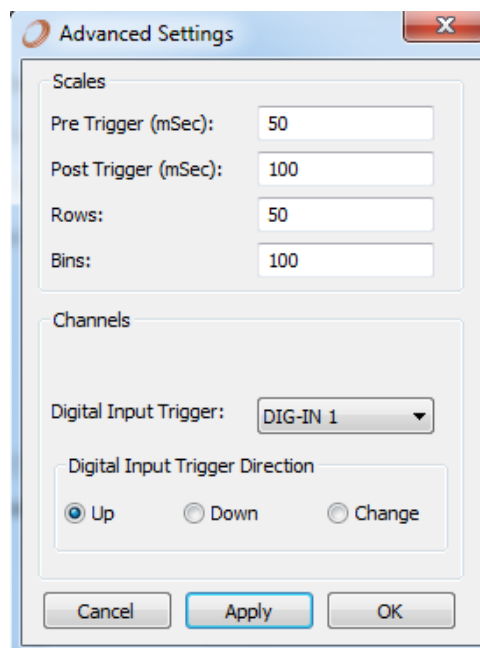 Advanced Settings
Scales
Pre Trigger (mSec): 50
Post Trigger (mSec): 100
Rows: 50
Bins: 100
Channels
Digital Input Trigger: DIG-IN 1
Digital Input Trigger Direction
Up Down Change
Cancel Apply OK